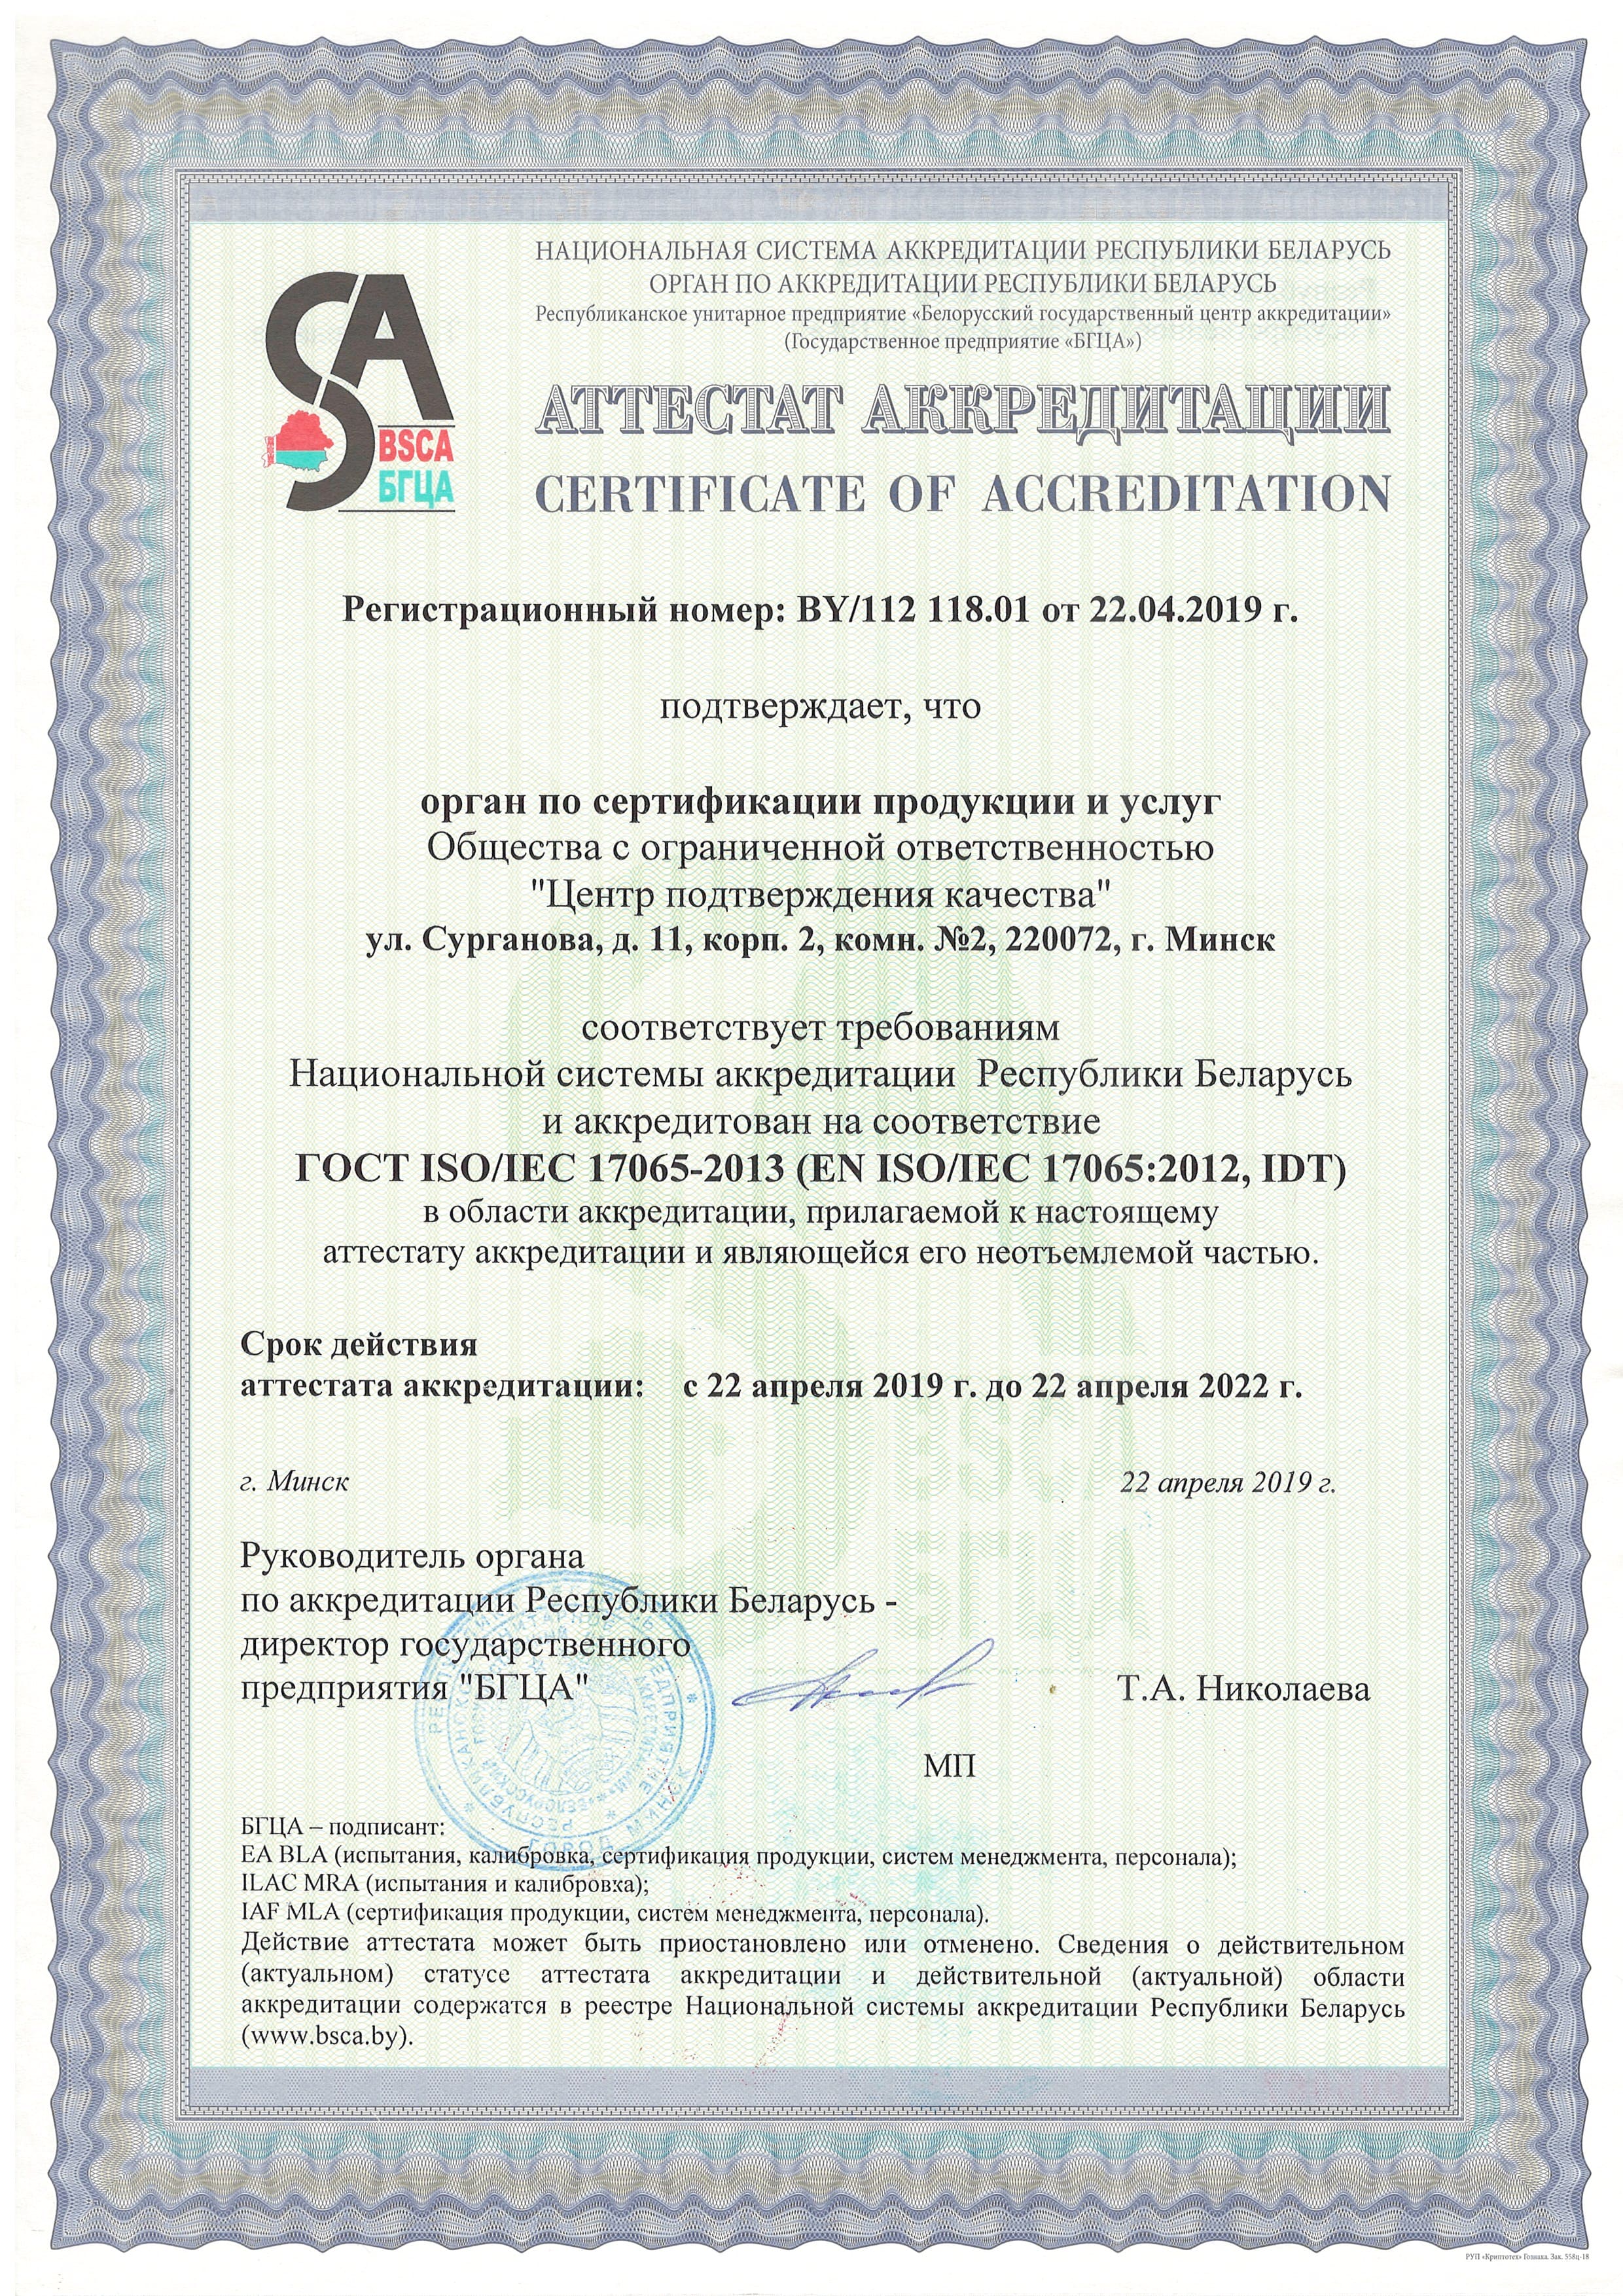 НАЦИОНАЛЬНАЯ СИСТЕМА АККРЕДИТАЦИИ РЕСПУБЛИКИ БЕЛАРУСЬ
ОРГАН ПО АККРЕДИТАЦИИ РЕСПУБЛИКИ БЕЛАРУСЬ
Республиканское унитарное предприятие «Белорусский государственный центр аккредитации»
(Государственное предприятие «БГЦА»)
АТТЕСТАТ АККРЕДИТАЦИИ
CERTIFICATE OF ACCREDITATION
BSCA
БГЦА
Регистрационный номер: BY/112 118.01 от 22.04.2019 г.
подтверждает, что
орган по сертификации продукции и услуг
Общества с ограниченной ответственностью
"Центр подтверждения качества"
ул. Сурганова, д. 11, корп. 2, комн. №2, 220072, г. Минск
соответствует требованиям
Национальной системы аккредитации Республики Беларусь
и аккредитован на соответствие
ГОСТ ISO/IEC 17065-2013 (EN ISO/IEC 17065:2012, IDT)
в области аккредитации, прилагаемой к настоящему
аттестату аккредитации и являющейся его неотъемлемой частью.
Срок действия
аттестата аккредитации: с 22 апреля 2019 г. до 22 апреля 2022 г.
г. Минск 22 апреля 2019 г.
Руководитель органа
по аккредитации Республики Беларусь -
директор государственного
предприятия "БГЦА" Т.А. Николаева
МП
БГЦА – подписант:
EA BLA (испытания, калибровка, сертификация продукции, систем менеджмента, персонала);
ILAC MRA (испытания и калибровка);
IAF MLA (сертификация продукции, систем менеджмента, персонала).
Действие аттестата может быть приостановлено или отменено. Сведения о действительном
(актуальном) статусе аттестата аккредитации и действительной (актуальной) области
аккредитации содержатся в реестре Национальной системы аккредитации Республики Беларусь
(www.bsca.by).
РУП «Криптотех» Гознака. Зак. 558ц-18